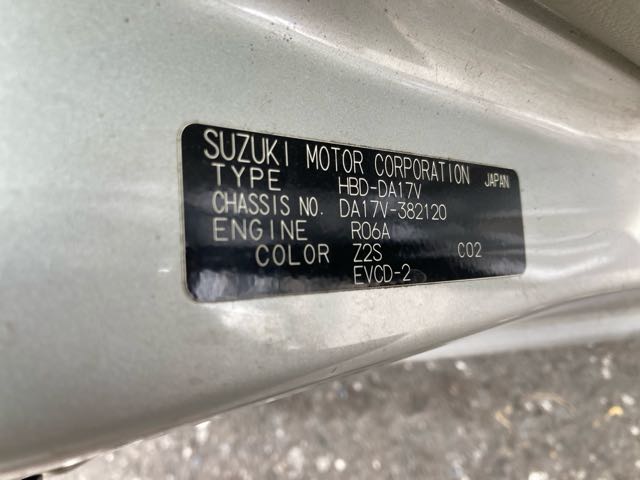 SUZUKI MOTOR CORPORATION JAPAN
TYPE HBD-DA17V
CHASSIS NO. DA17V-382120
ENGINE R06A
COLOR Z2S C02
EVCD-2